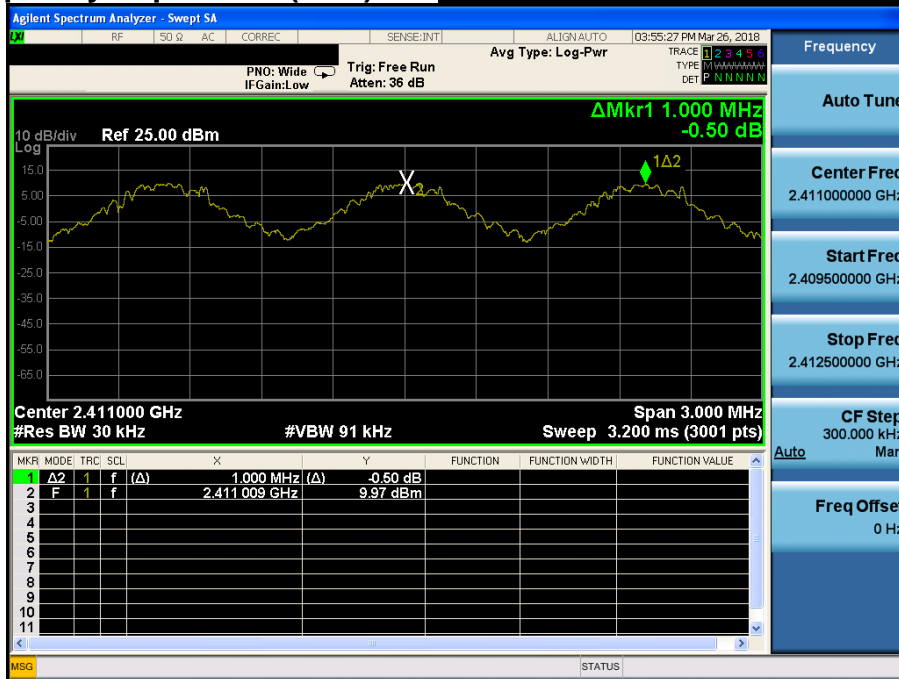 Agilent Spectrum Analyzer - Swept SA
LXI RF 50 Ω AC CORREC SENSE:INT ALIGNAUTO 03:55:27 PM Mar 26, 2018
Avg Type: Log-Pwr
TRACE 1 2 3 4 5 6
TYPE M WWWWW
DET P N N N N N
PNO: Wide
IFGain:Low
Trig: Free Run
Atten: 36 dB
ΔMkr1 1.000 MHz
-0.50 dB
10 dB/div Ref 25.00 dBm
Log
15.0
5.00
-5.00
-15.0
-25.0
-35.0
-45.0
-55.0
-65.0
1Δ2
X2
Center 2.411000 GHz Span 3.000 MHz
#Res BW 30 kHz #VBW 91 kHz Sweep 3.200 ms (3001 pts)
MKR MODE TRC SCL X Y FUNCTION FUNCTION WIDTH FUNCTION VALUE
1 Δ2 1 f (Δ) 1.000 MHz (Δ) -0.50 dB
2 F 1 f 2.411 009 GHz 9.97 dBm
3
4
5
6
7
8
9
10
11
MSG STATUS
Frequency
Auto Tune
Center Freq
2.411000000 GHz
Start Freq
2.409500000 GHz
Stop Freq
2.412500000 GHz
CF Step
300.000 kHz
Auto Man
Freq Offset
0 Hz